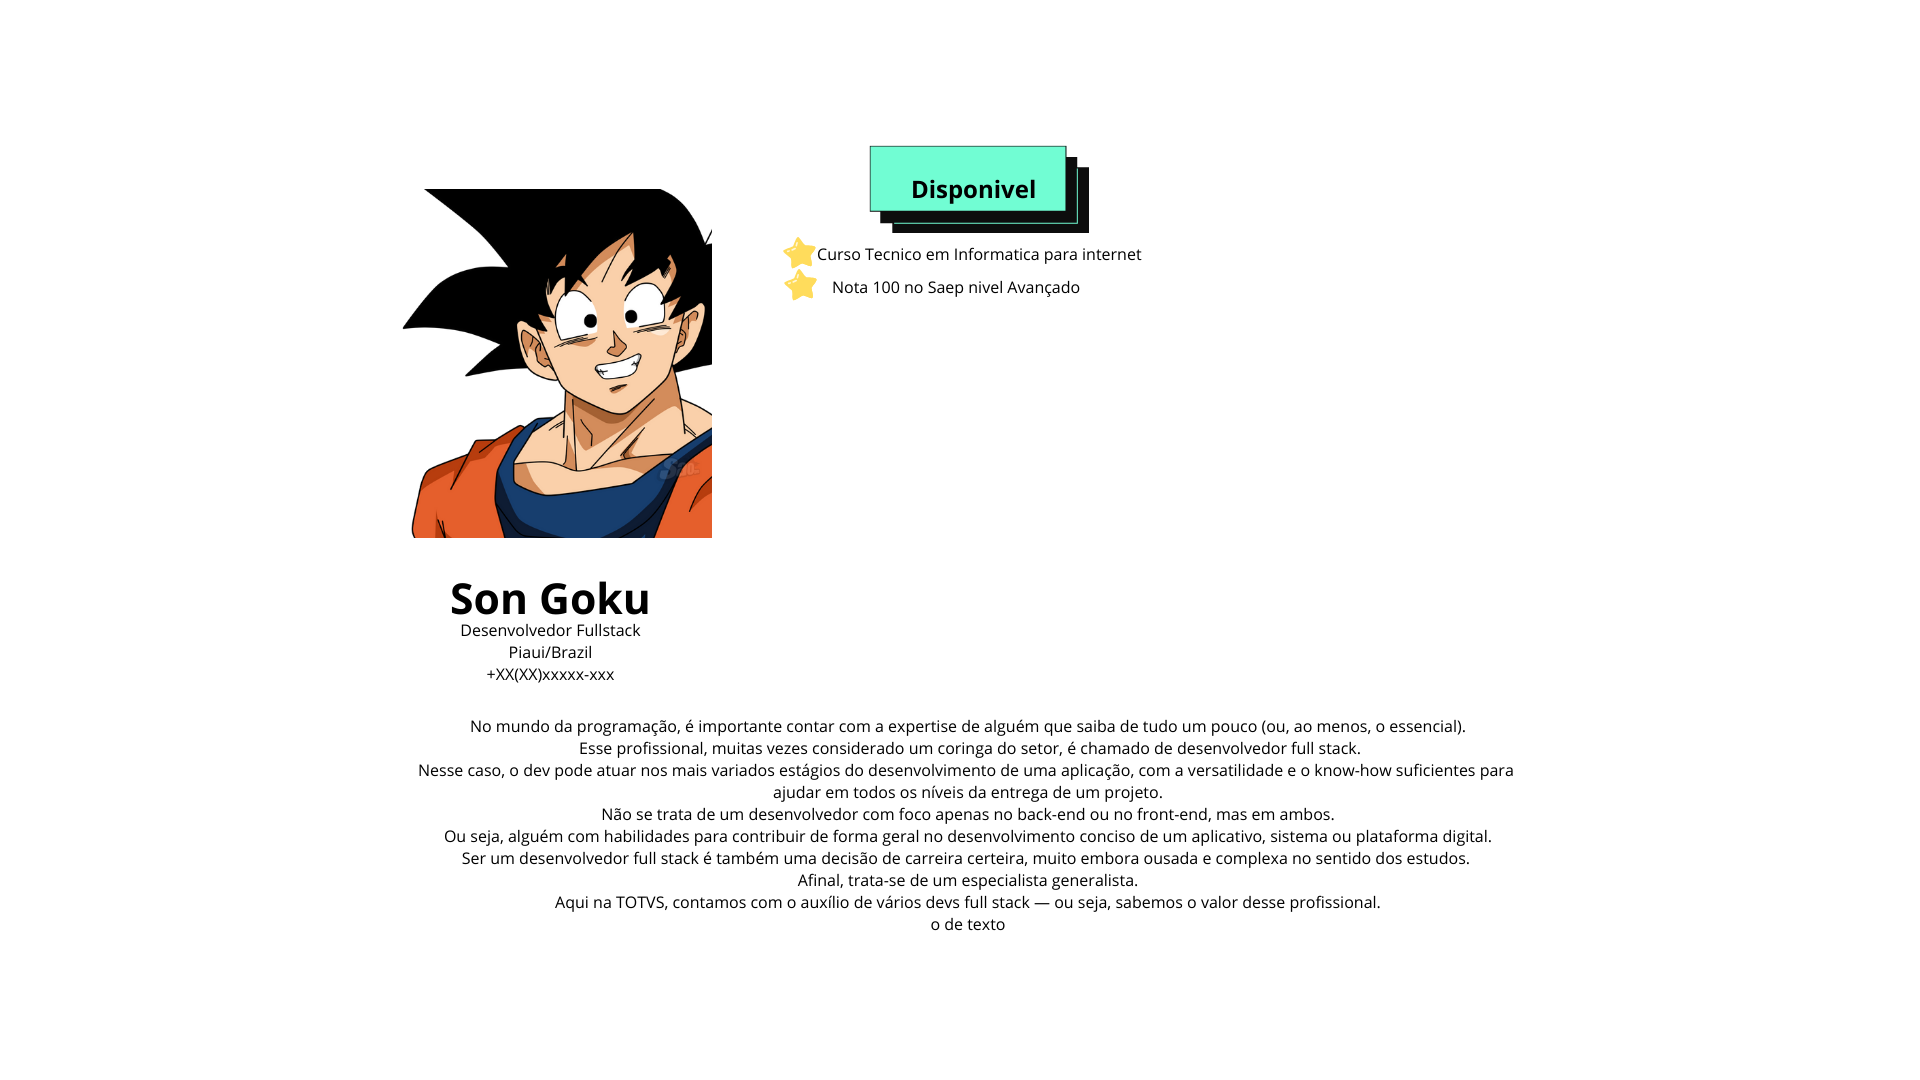 Disponivel
Curso Tecnico em Informatica para internet
Nota 100 no Saep nivel Avançado
Son Goku
Desenvolvedor Fullstack
Piaui/Brazil
+XX(XX)xxxxx-xxx
No mundo da programação, é importante contar com a expertise de alguém que saiba de tudo um pouco (ou, ao menos, o essencial).
Esse profissional, muitas vezes considerado um coringa do setor, é chamado de desenvolvedor full stack.
Nesse caso, o dev pode atuar nos mais variados estágios do desenvolvimento de uma aplicação, com a versatilidade e o know-how suficientes para
ajudar em todos os níveis da entrega de um projeto.
Não se trata de um desenvolvedor com foco apenas no back-end ou no front-end, mas em ambos.
Ou seja, alguém com habilidades para contribuir de forma geral no desenvolvimento conciso de um aplicativo, sistema ou plataforma digital.
Ser um desenvolvedor full stack é também uma decisão de carreira certeira, muito embora ousada e complexa no sentido dos estudos.
Afinal, trata-se de um especialista generalista.
Aqui na TOTVS, contamos com o auxílio de vários devs full stack — ou seja, sabemos o valor desse profissional.
o de texto